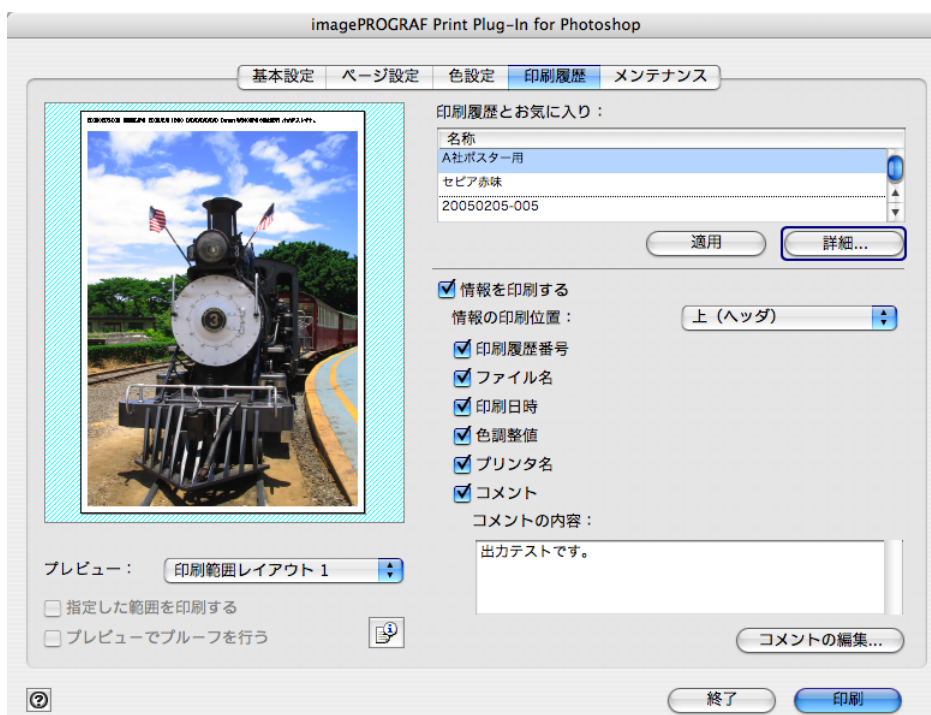 imagePROGRAF Print Plug-In for Photoshop
基本設定 ページ設定 色設定 印刷履歴 メンテナンス
印刷履歴とお気に入り：
名称
A社ポスター用
セピア赤味
20050205-005
適用 詳細...
情報を印刷する
情報の印刷位置： 上（ヘッダ）
印刷履歴番号
ファイル名
印刷日時
色調整値
プリンタ名
コメント
コメントの内容：
出力テストです。
コメントの編集...
3
3
プレビュー： 印刷範囲レイアウト 1
指定した範囲を印刷する
プレビューでプルーフを行う
終了 印刷